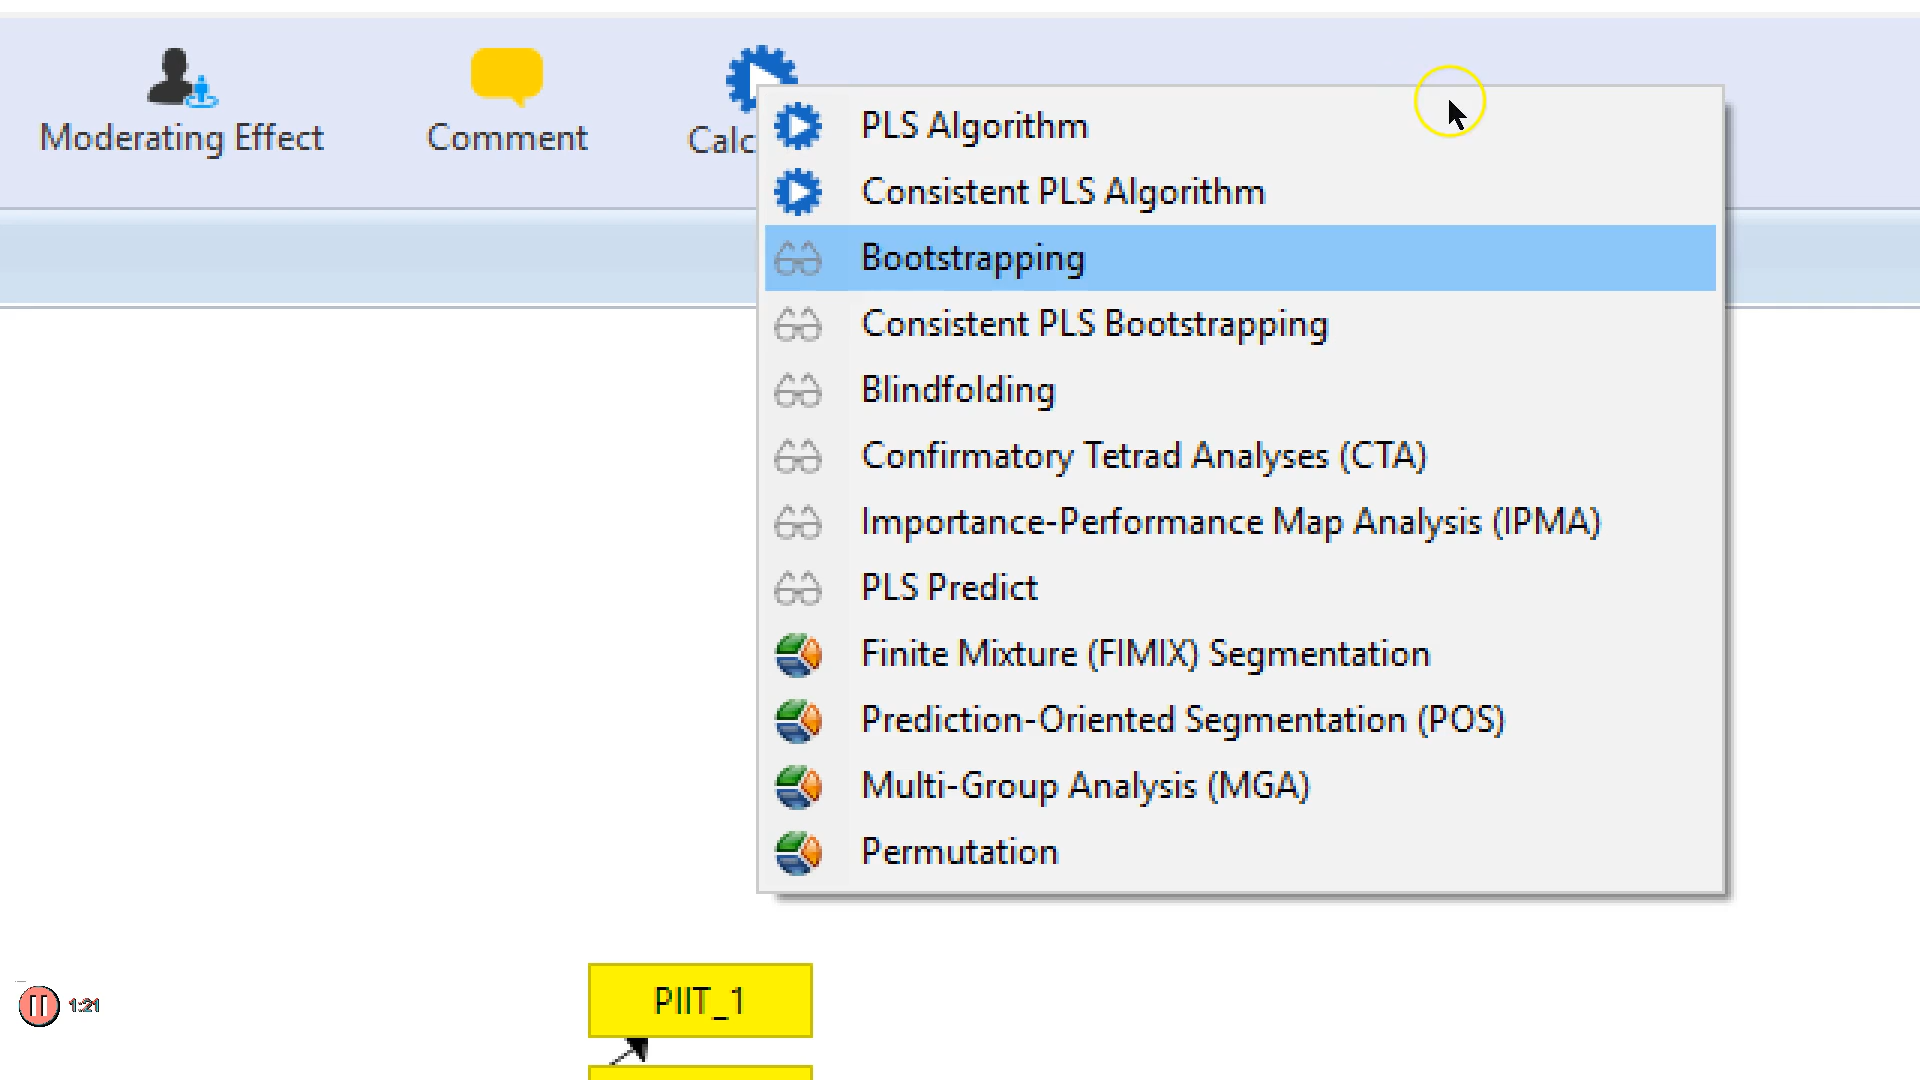 Moderating Effect
Comment
Calc
PLS Algorithm
Consistent PLS Algorithm
Bootstrapping
Consistent PLS Bootstrapping
Blindfolding
Confirmatory Tetrad Analyses (CTA)
Importance-Performance Map Analysis (IPMA)
PLS Predict
Finite Mixture (FIMIX) Segmentation
Prediction-Oriented Segmentation (POS)
Multi-Group Analysis (MGA)
Permutation
PIIT_1
1:21